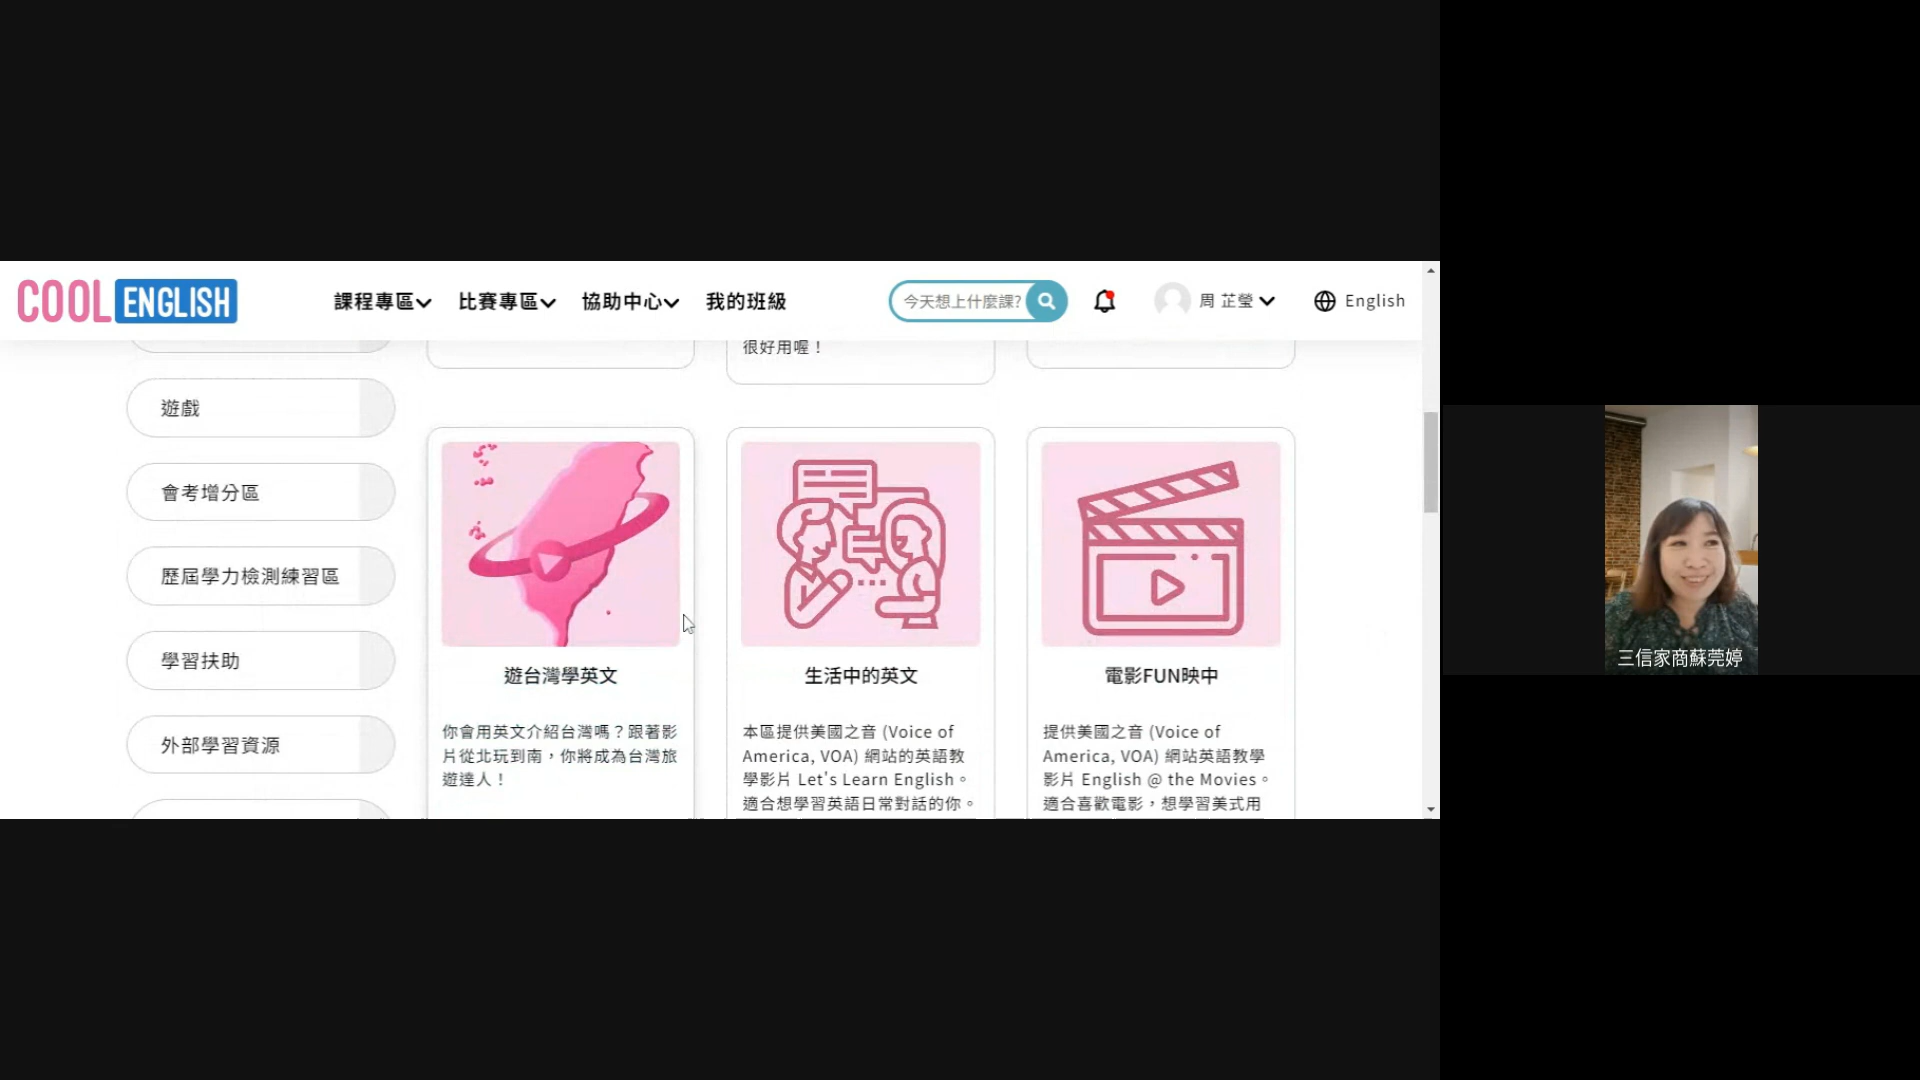 COOL ENGLISH
課程專區
比賽專區
協助中心
我的班級
今天想上什麼課?
周 芷瑩
English
很好用喔！
遊戲
會考增分區
歷屆學力檢測練習區
學習扶助
外部學習資源
遊台灣學英文
你會用英文介紹台灣嗎？跟著影
片從北玩到南，你將成為台灣旅
遊達人！
生活中的英文
本區提供美國之音 (Voice of
America, VOA) 網站的英語教
學影片 Let's Learn English。
適合想學習英語日常對話的你。
電影FUN映中
提供美國之音 (Voice of
America, VOA) 網站英語教學
影片 English @ the Movies。
適合喜歡電影，想學習美式用
三信家商蘇莞婷